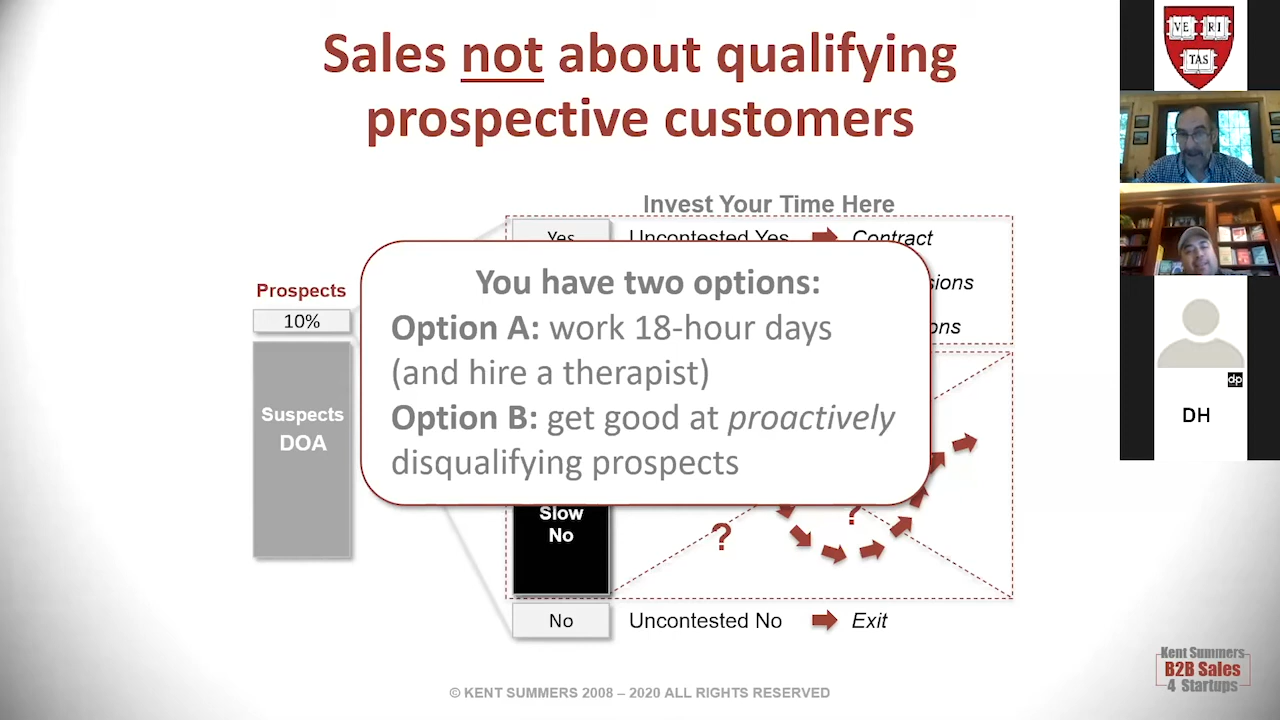 Sales not about qualifying
prospective customers
Invest Your Time Here
Yes
Uncontested Yes
Contract
Prospects
10%
Suspects
DOA
You have two options:
Option A: work 18-hour days
(and hire a therapist)
Option B: get good at proactively
disqualifying prospects
Slow
No
?
?
No
Uncontested No
Exit
© KENT SUMMERS 2008 – 2020 ALL RIGHTS RESERVED
Kent Summers
B2B Sales
4 Startups
VE RI
TAS
dp
DH